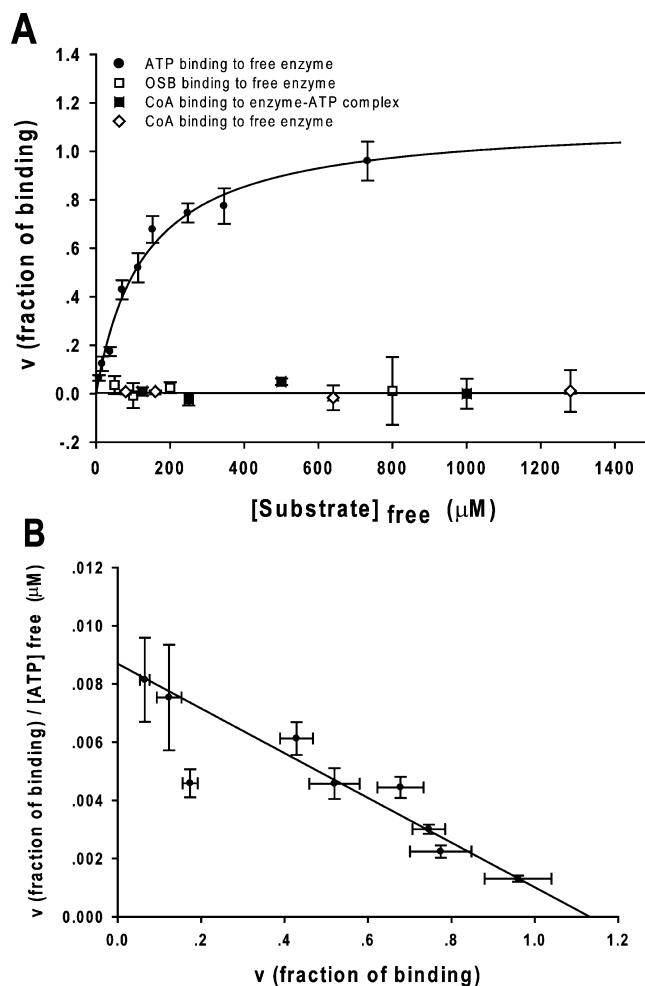 A
v (fraction of binding)
1.4
1.2
1.0
.8
.6
.4
.2
0.0
-.2
ATP binding to free enzyme
OSB binding to free enzyme
CoA binding to enzyme-ATP complex
CoA binding to free enzyme
0 200 400 600 800 1000 1200 1400
[Substrate] free (μM)
B
v (fraction of binding) / [ATP] free (μM)
.012
.010
.008
.006
.004
.002
0.000
0.0 .2 .4 .6 .8 1.0 1.2
v (fraction of binding)